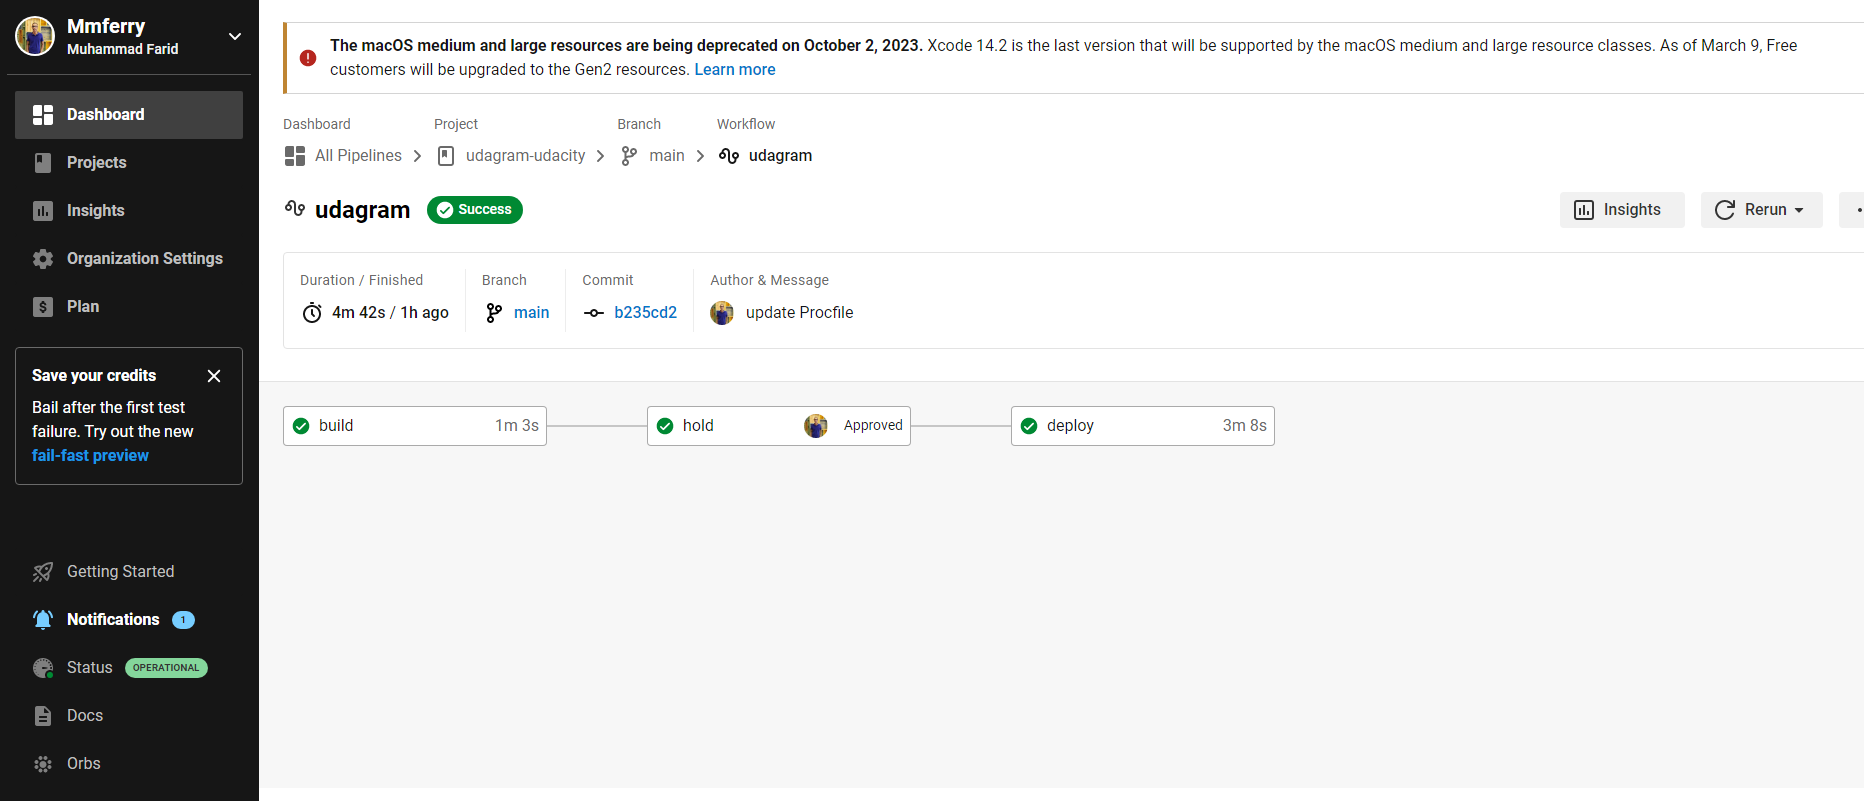 Mmferry
Muhammad Farid
Dashboard
Projects
Insights
Organization Settings
Plan
Save your credits
Bail after the first test
failure. Try out the new
fail-fast preview
Getting Started
Notifications 1
Status OPERATIONAL
Docs
Orbs
The macOS medium and large resources are being deprecated on October 2, 2023. Xcode 14.2 is the last version that will be supported by the macOS medium and large resource classes. As of March 9, Free
customers will be upgraded to the Gen2 resources. Learn more
Dashboard Project Branch Workflow
All Pipelines udagram-udacity main udagram
udagram Success Insights Rerun
Duration / Finished Branch Commit Author & Message
4m 42s / 1h ago main b235cd2 update Procfile
build 1m 3s hold Approved deploy 3m 8s